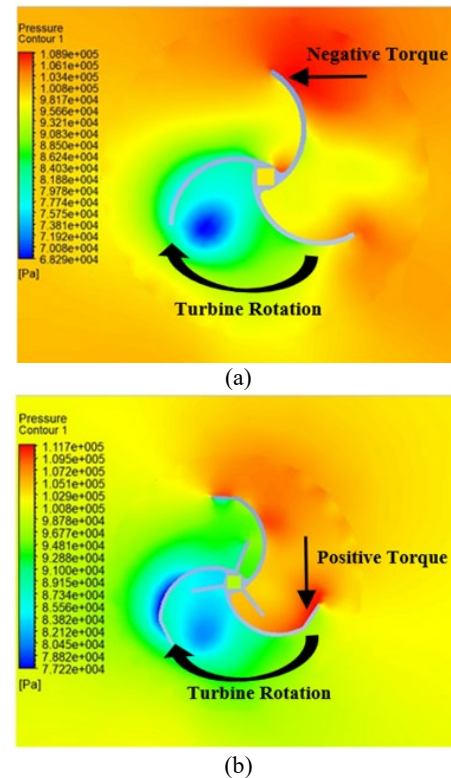 Pressure
Contour 1
1.089e+005
1.061e+005
1.034e+005
1.008e+005
9.817e+004
9.566e+004
9.321e+004
9.083e+004
8.850e+004
8.624e+004
8.403e+004
8.188e+004
7.978e+004
7.774e+004
7.575e+004
7.381e+004
7.192e+004
7.008e+004
6.829e+004
[Pa]
Negative Torque
Turbine Rotation
(a)
Pressure
Contour 1
1.117e+005
1.095e+005
1.072e+005
1.051e+005
1.029e+005
1.008e+005
9.878e+004
9.677e+004
9.481e+004
9.288e+004
9.100e+004
8.915e+004
8.734e+004
8.556e+004
8.382e+004
8.212e+004
8.045e+004
7.882e+004
7.722e+004
[Pa]
Positive Torque
Turbine Rotation
(b)